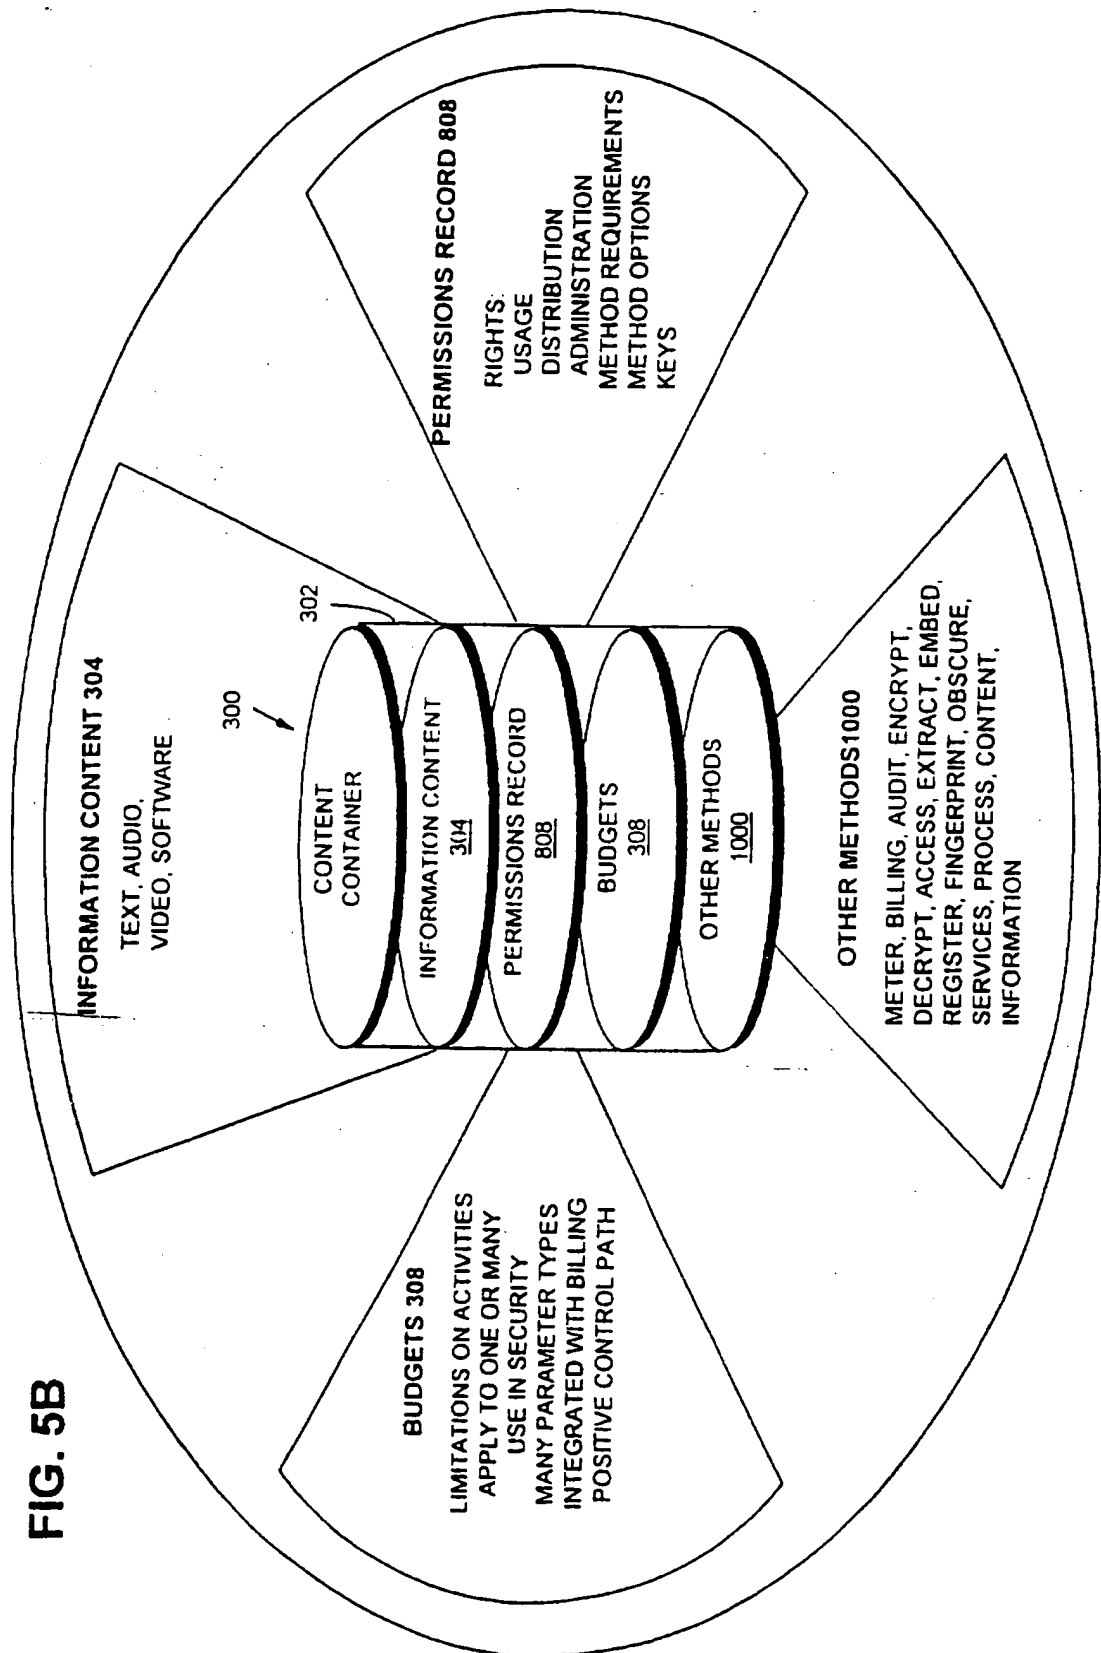 FIG. 5B
INFORMATION CONTENT 304
TEXT, AUDIO,
VIDEO, SOFTWARE
300
302
CONTENT
CONTAINER
INFORMATION CONTENT
304
PERMISSIONS RECORD
808
BUDGETS
308
OTHER METHODS
1000
BUDGETS 308
LIMITATIONS ON ACTIVITIES
APPLY TO ONE OR MANY
USE IN SECURITY
MANY PARAMETER TYPES
INTEGRATED WITH BILLING
POSITIVE CONTROL PATH
PERMISSIONS RECORD 808
RIGHTS:
USAGE
DISTRIBUTION
ADMINISTRATION
METHOD REQUIREMENTS
METHOD OPTIONS
KEYS
OTHER METHODS1000
METER, BILLING, AUDIT, ENCRYPT,
DECRYPT, ACCESS, EXTRACT, EMBED,
REGISTER, FINGERPRINT, OBSCURE,
SERVICES, PROCESS, CONTENT,
INFORMATION